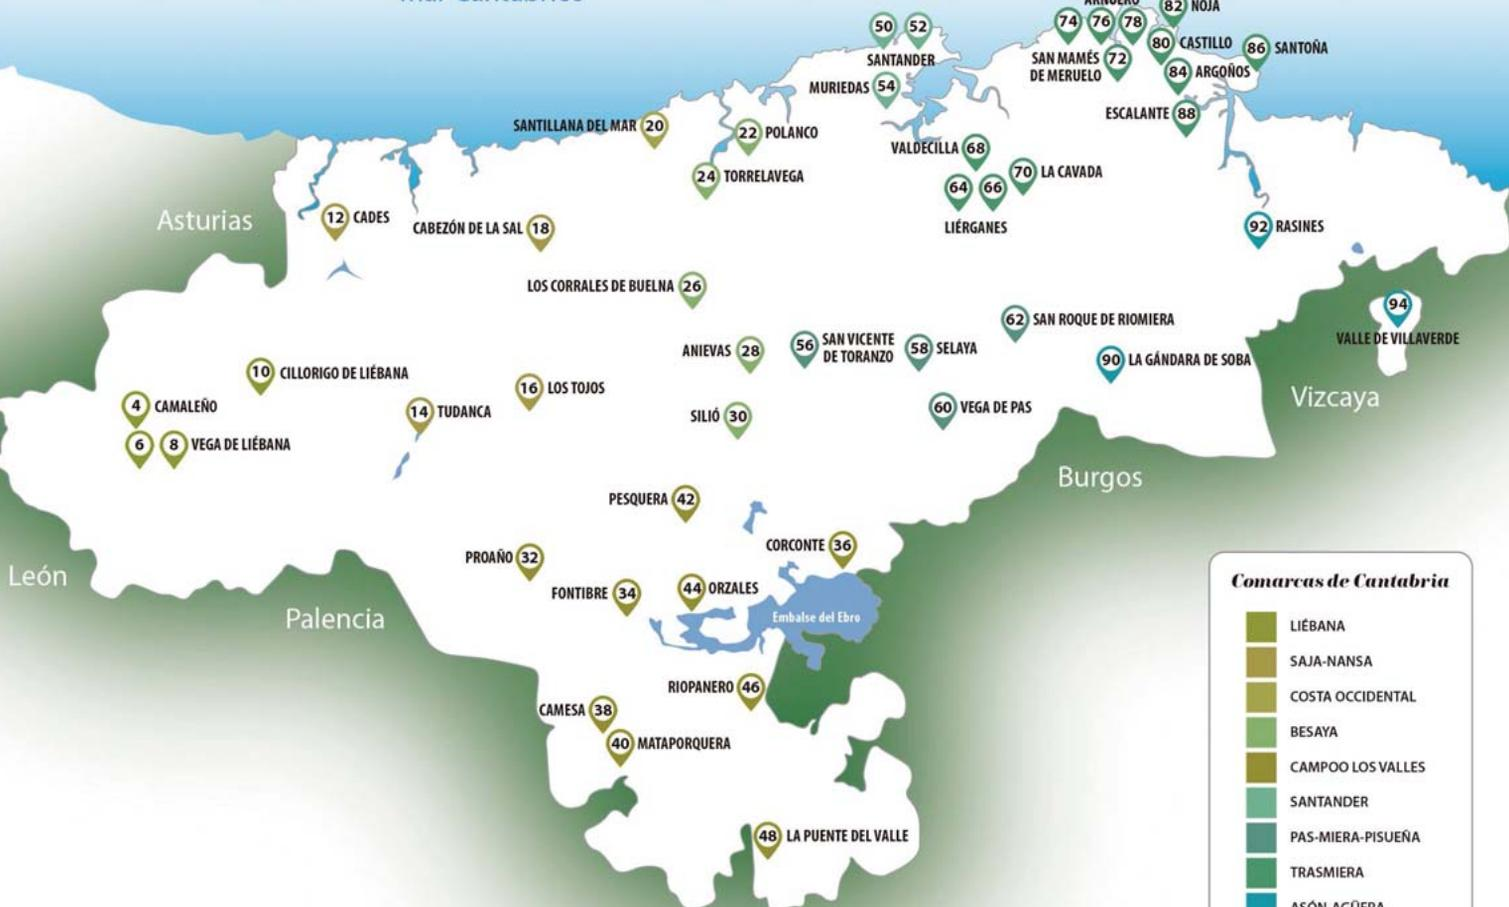 Mar Cantábrico
ARNUERO
82 NOJA
50
52
74
76
78
SANTANDER
80 CASTILLO
86 SANTOÑA
SAN MAMÉS
DE MERUELO
72
84 ARGOÑOS
MURIEDAS 54
ESCALANTE 88
SANTILLANA DEL MAR 20
22 POLANCO
VALDECILLA 68
24 TORRELAVEGA
64
66
70 LA CAVADA
LIÉRGANES
Asturias
12 CADES
CABEZÓN DE LA SAL 18
92 RASINES
LOS CORRALES DE BUELNA 26
94
VALLE DE VILLAVERDE
62 SAN ROQUE DE RIOMIERA
ANIEVAS 28
56 SAN VICENTE
DE TORANZO
58 SELAYA
90 LA GÁNDARA DE SOBA
10 CILLORIGO DE LIÉBANA
16 LOS TOJOS
Vizcaya
4 CAMALEÑO
14 TUDANCA
SILIÓ 30
60 VEGA DE PAS
6
8 VEGA DE LIÉBANA
Burgos
PESQUERA 42
CORCONTE 36
PROAÑO 32
León
FONTIBRE 34
44 ORZALES
Embalse del Ebro
Palencia
RIOPANERO 46
CAMESA 38
40 MATAPORQUERA
48 LA PUENTE DEL VALLE
Comarcas de Cantabria
LIÉBANA
SAJA-NANSA
COSTA OCCIDENTAL
BESAYA
CAMPOO LOS VALLES
SANTANDER
PAS-MIERA-PISUEÑA
TRASMIERA
ASÓN-AGÜERA